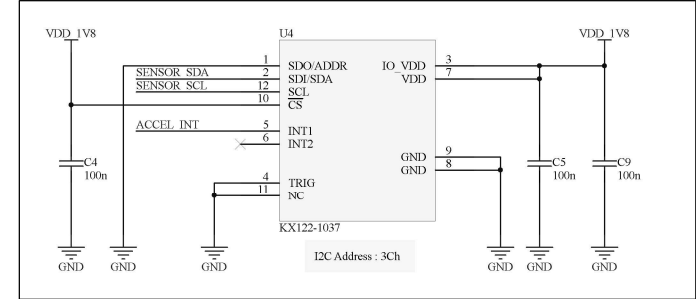 VDD_1V8
U4
VDD_1V8
1
SDO/ADDR
IO_VDD
3
SENSOR_SDA
2
SDI/SDA
VDD
7
SENSOR_SCL
12
SCL
10
CS
ACCEL_INT
5
INT1
6
INT2
C4
100n
GND
9
GND
8
C5
100n
C9
100n
4
TRIG
11
NC
KX122-1037
I2C Address : 3Ch
GND
GND
GND
GND
GND
GND